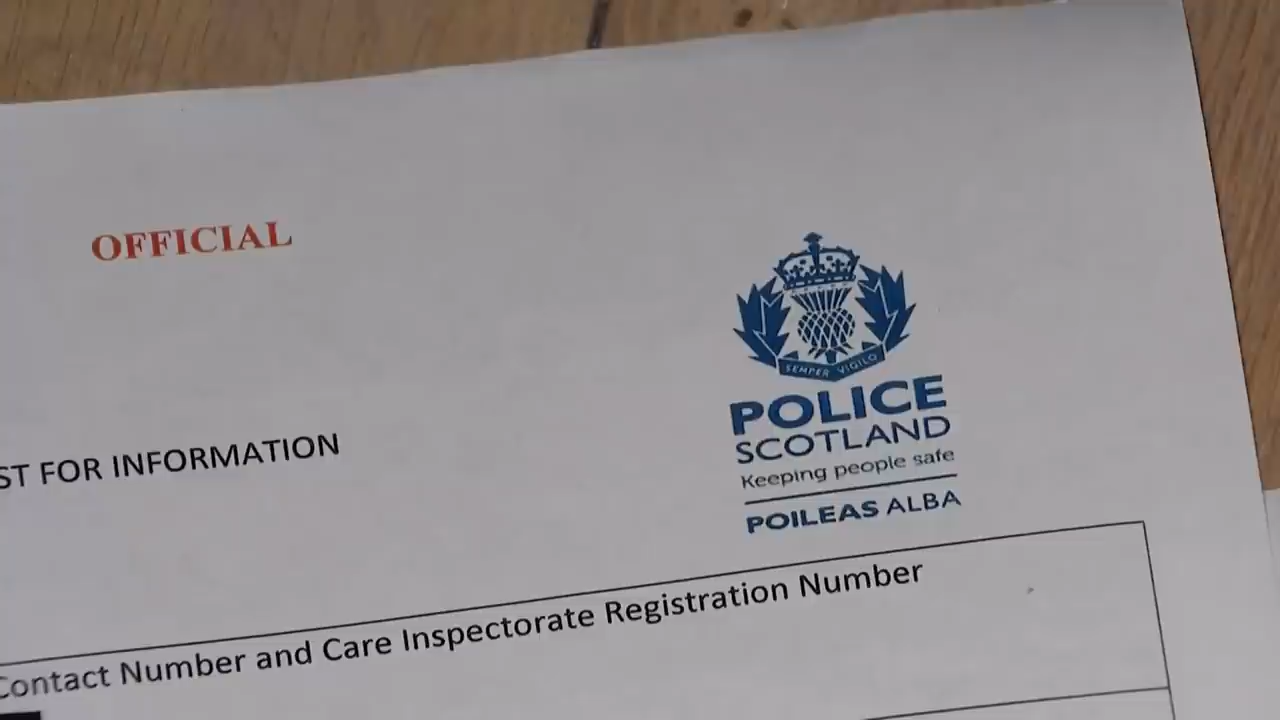 OFFICIAL
SEMPER VIGILO
POLICE
SCOTLAND
Keeping people safe
POILEAS ALBA
FOR INFORMATION
Contact Number and Care Inspectorate Registration Number